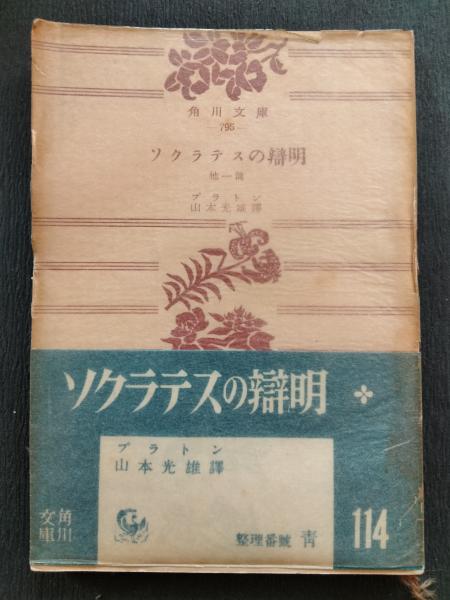 角川文庫
—795—
ソクラテスの辯明
他一篇
プラトン
山本光雄譯
ソクラテスの辯明
プラトン
山本光雄譯
整理番號 青
114
角川
文庫